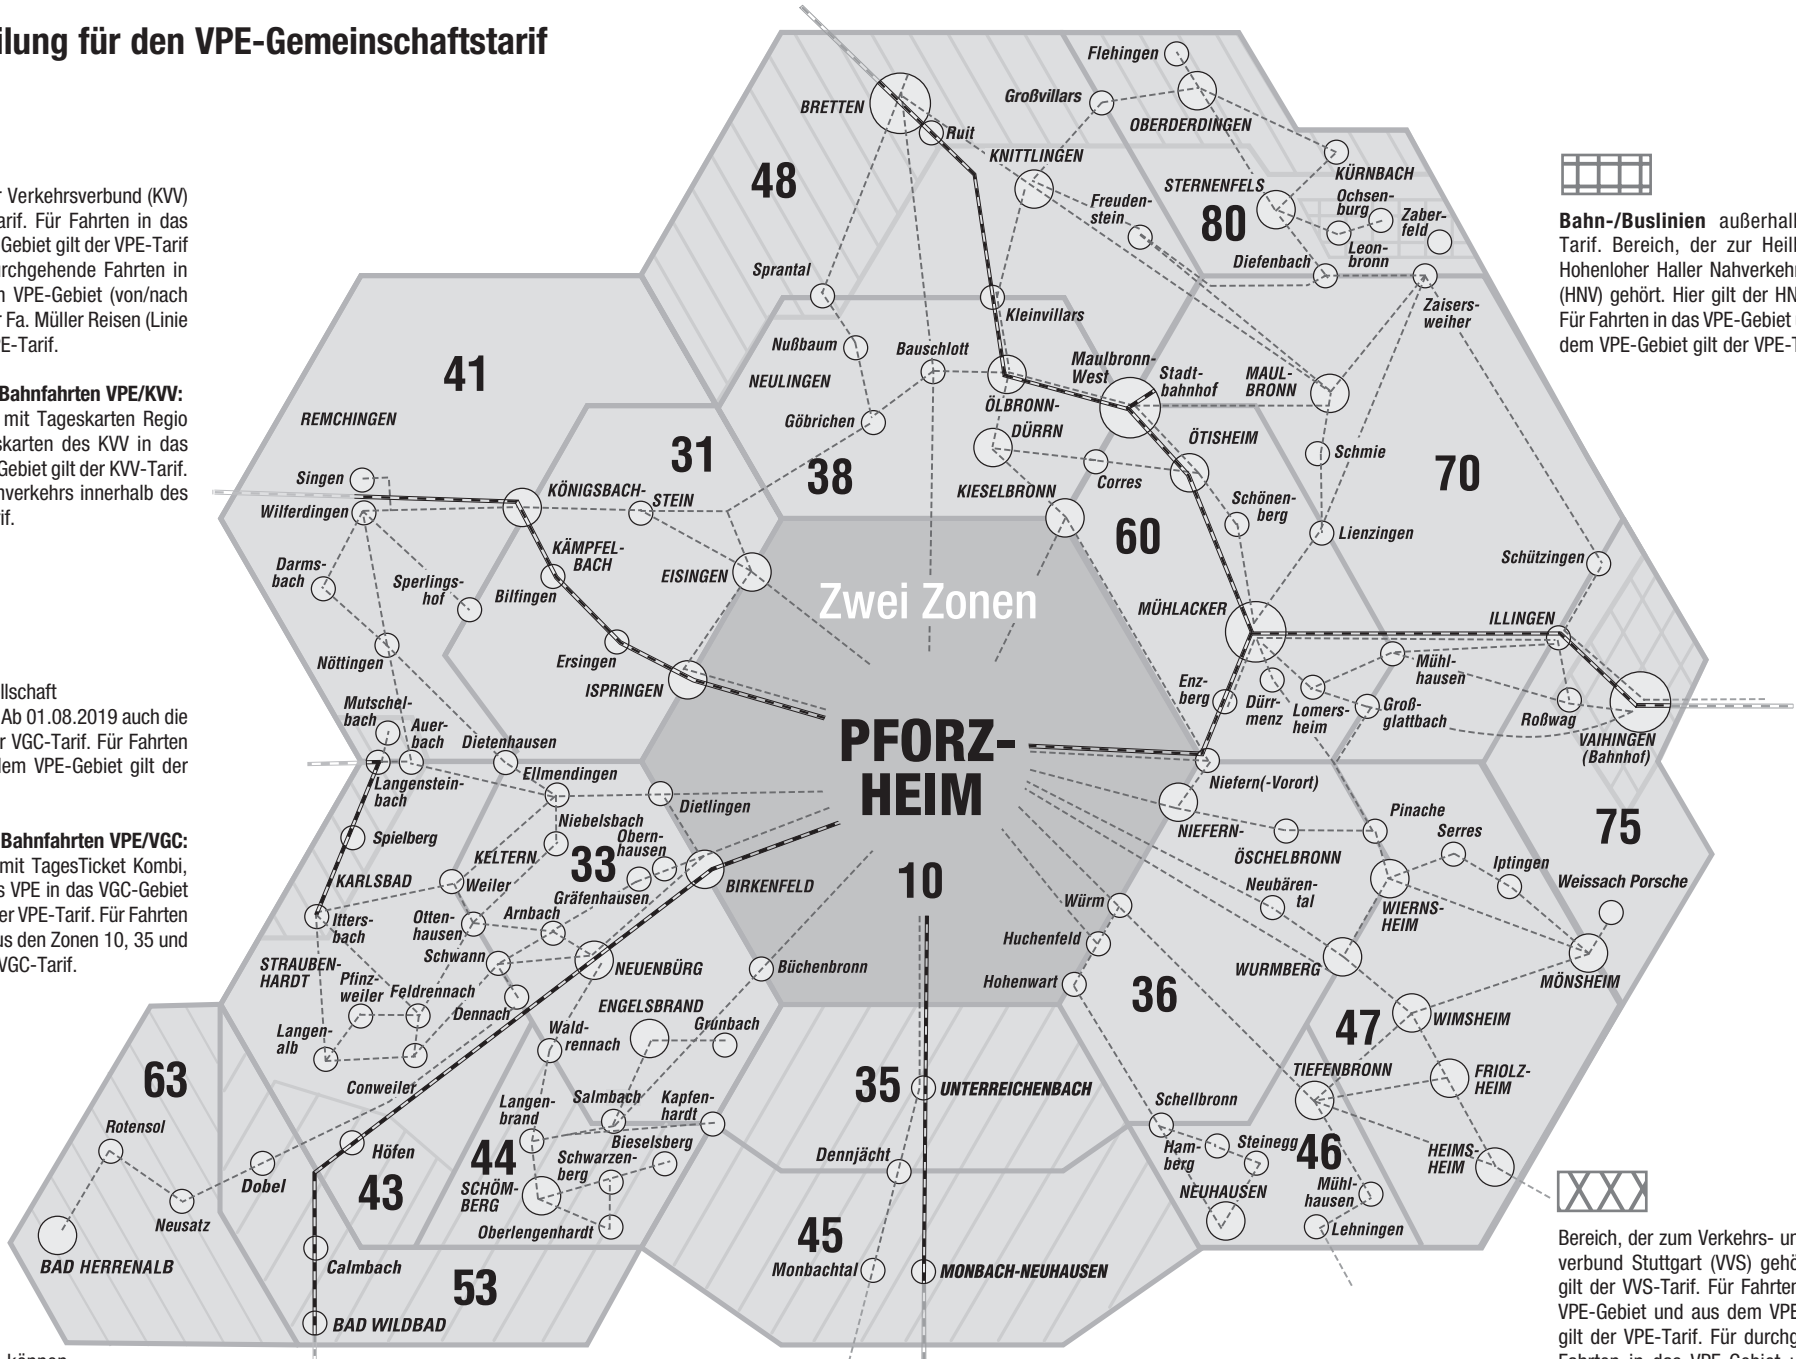 ilung für den VPE-Gemeinschaftstarif
r Verkehrsverbund (KVV)
arif. Für Fahrten in das
Gebiet gilt der VPE-Tarif
urchgehende Fahrten in
n VPE-Gebiet (von/nach
r Fa. Müller Reisen (Linie
PE-Tarif.
Bahnfahrten VPE/KVV:
mit Tageskarten Regio
skarten des KVV in das
Gebiet gilt der KVV-Tarif.
hverkehrs innerhalb des
if.
llschaft
Ab 01.08.2019 auch die
r VGC-Tarif. Für Fahrten
dem VPE-Gebiet gilt der
Bahnfahrten VPE/VGC:
mit TagesTicket Kombi,
s VPE in das VGC-Gebiet
er VPE-Tarif. Für Fahrten
us den Zonen 10, 35 und
VGC-Tarif.
können
Flehingen
Großvillars
BRETTEN
OBERDERDINGEN
Ruit
KNITTLINGEN
KÜRNBACH
48
STERNENFELS
Ochsen-
burg
Zaber-
feld
Freuden-
stein
80
Leon-
bronn
Diefenbach
Sprantal
Zaisers-
weiher
Kleinvillars
Nußbaum
Bauschlott
Maulbronn-
West
Stadt-
bahnhof
MAUL-
BRONN
41
NEULINGEN
REMCHINGEN
Göbrichen
ÖLBRONN-
DÜRRN
ÖTISHEIM
31
Schmie
70
38
Corres
Singen
KÖNIGSBACH-
STEIN
KIESELBRONN
Schönen-
berg
Wilferdingen
Lienzingen
60
KÄMPFEL-
BACH
Schützingen
Darms-
bach
Sperlings-
hof
EISINGEN
Bilfingen
Zwei Zonen
MÜHLACKER
ILLINGEN
Nöttingen
Ersingen
ISPRINGEN
Mühl-
hausen
Enz-
berg
Dürr-
menz
Lomers-
heim
Groß-
glattbach
Roßwag
Mutschel-
bach
Auer-
bach
Dietenhausen
PFORZ-
HEIM
VAIHINGEN
(Bahnhof)
Langenstein-
bach
Ellmendingen
Dietlingen
Niefern(-Vorort)
Spielberg
Niebelsbach
Obern-
hausen
NIEFERN-
ÖSCHELBRONN
Pinache
Serres
75
KELTERN
33
Iptingen
KARLSBAD
Weiler
BIRKENFELD
10
Neubären-
tal
Weissach Porsche
Gräfenhausen
Würm
WIERNS-
HEIM
Itters-
bach
Otten-
hausen
Arnbach
Huchenfeld
STRAUBEN-
HARDT
Schwann
NEUENBÜRG
Büchenbronn
WURMBERG
MÖNSHEIM
Pfinz-
weiler
Feldrennach
Hohenwart
36
Dennach
ENGELSBRAND
WIMSHEIM
Langen-
alb
Wald-
rennach
Grunbach
47
63
Conweiler
35
UNTERREICHENBACH
TIEFENBRONN
FRIOLZ-
HEIM
Langen-
brand
Salmbach
Kapfen-
hardt
Schellbronn
Rotensol
Höfen
44
Bieselsberg
Dennjächt
Ham-
berg
Steinegg
46
HEIMS-
HEIM
Schwarzen-
berg
Dobel
43
SCHÖM-
BERG
NEUHAUSEN
Mühl-
hausen
Neusatz
Oberlengenhardt
45
Lehningen
BAD HERRENALB
Calmbach
Monbachtal
MONBACH-NEUHAUSEN
53
BAD WILDBAD
Bahn-/Buslinien außerhall
Tarif. Bereich, der zur Heill
Hohenloher Haller Nahverkehr
(HNV) gehört. Hier gilt der HN
Für Fahrten in das VPE-Gebiet
dem VPE-Gebiet gilt der VPE-T
Bereich, der zum Verkehrs- un
verbund Stuttgart (VVS) gehö
gilt der VVS-Tarif. Für Fahrten
VPE-Gebiet und aus dem VPE
gilt der VPE-Tarif. Für durchg
Fahrten in das VPE-Gebiet